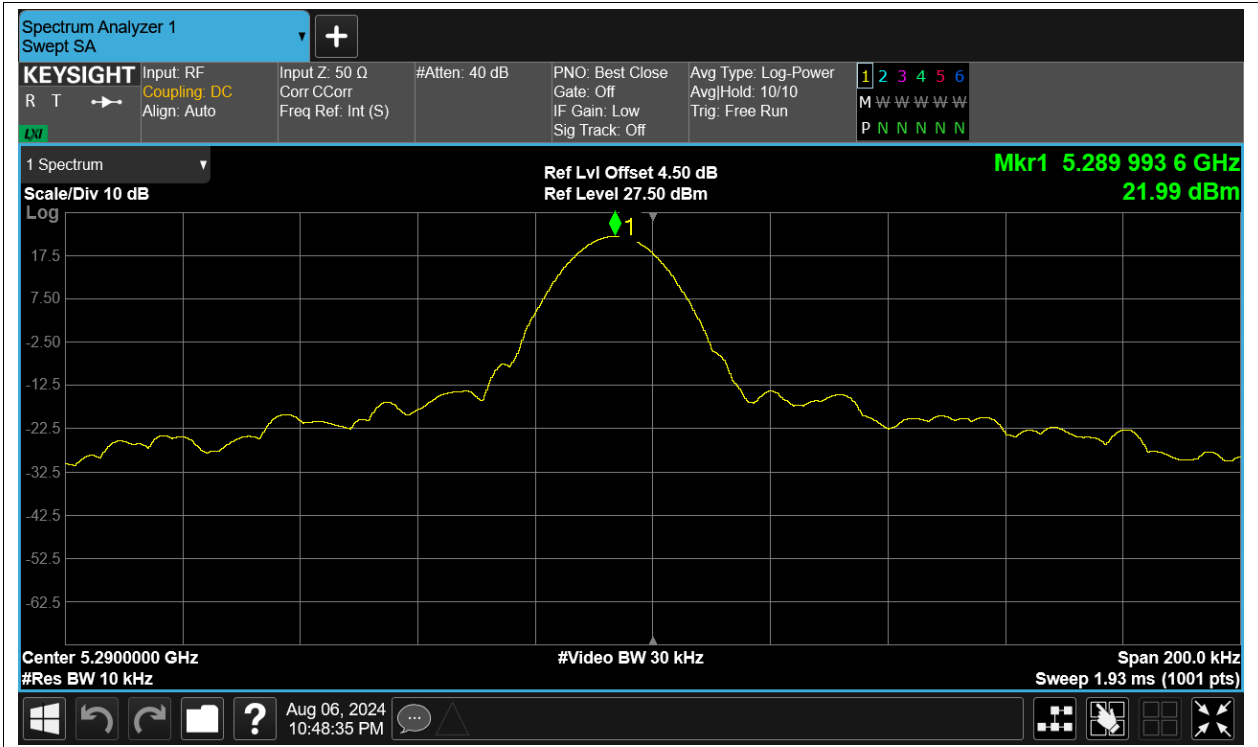 Spectrum Analyzer 1
Swept SA
KEYSIGHT
R T
LXI
Input: RF
Coupling: DC
Align: Auto
Input Z: 50 Ω
Corr CCorr
Freq Ref: Int (S)
#Atten: 40 dB
PNO: Best Close
Gate: Off
IF Gain: Low
Sig Track: Off
Avg Type: Log-Power
Avg|Hold: 10/10
Trig: Free Run
1 2 3 4 5 6
M W W W W W
P N N N N N
1 Spectrum
Scale/Div 10 dB
Log
Ref Lvl Offset 4.50 dB
Ref Level 27.50 dBm
Mkr1 5.289 993 6 GHz
21.99 dBm
1
17.5
7.50
-2.50
-12.5
-22.5
-32.5
-42.5
-52.5
-62.5
Center 5.2900000 GHz
#Res BW 10 kHz
#Video BW 30 kHz
Span 200.0 kHz
Sweep 1.93 ms (1001 pts)
?
Aug 06, 2024
10:48:35 PM